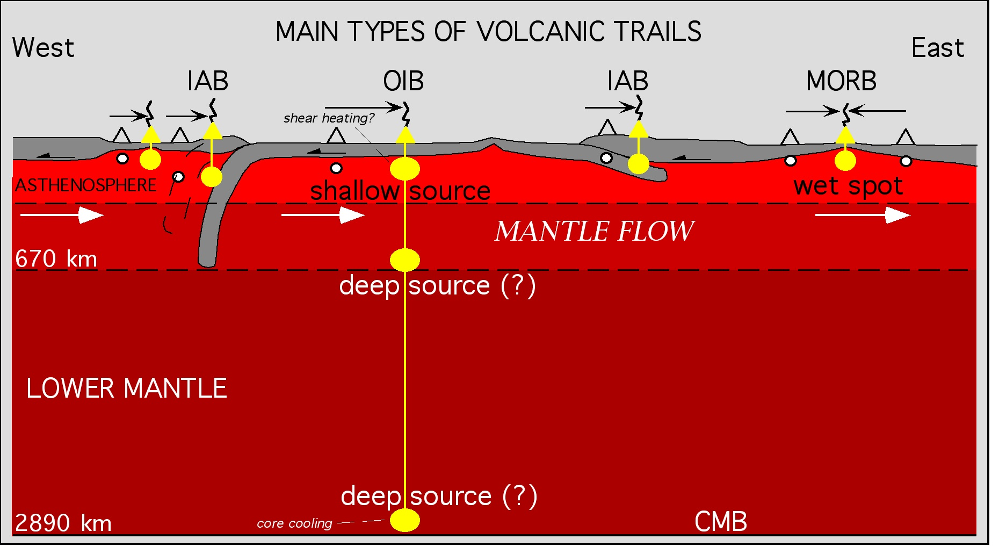 MAIN TYPES OF VOLCANIC TRAILS
West
East
IAB
OIB
IAB
MORB
shear heating?
ASTHENOSPHERE
shallow source
wet spot
MANTLE FLOW
670 km
deep source (?)
LOWER MANTLE
deep source (?)
2890 km
core cooling
CMB